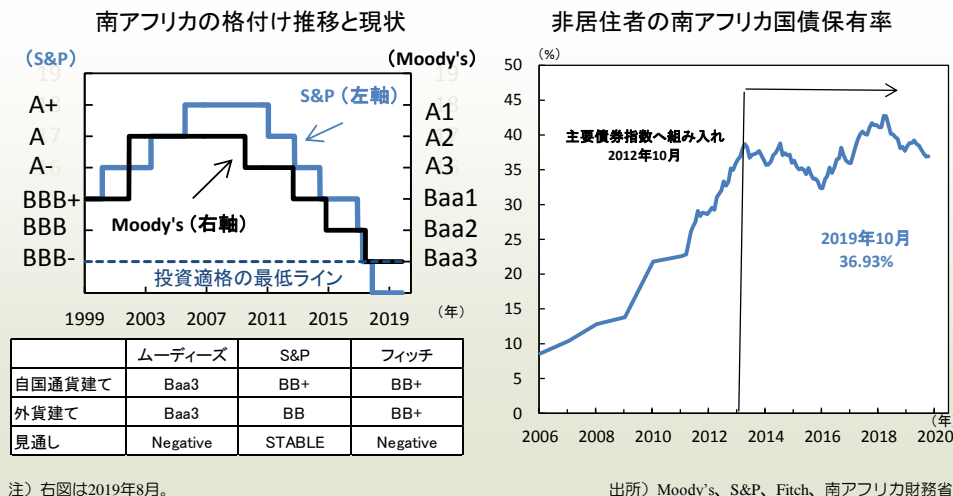 南アフリカの格付け推移と現状
（S&P）
（Moody's）
19
19
A+
A
A-
BBB+
BBB
BBB-
A1
A2
A3
Baa1
Baa2
Baa3
S&P（左軸）
Moody's（右軸）
投資適格の最低ライン
1999 2003 2007 2011 2015 2019 （年）
ムーディーズ S&P フィッチ
自国通貨建て Baa3 BB+ BB+
外貨建て Baa3 BB BB+
見通し Negative STABLE Negative
非居住者の南アフリカ国債保有率
（%）
50
45
40
35
30
25
20
15
10
5
0
主要債券指数へ組み入れ
2012年10月
2019年10月
36.93%
（年）
2006 2008 2010 2012 2014 2016 2018 2020
注）右図は2019年8月。
出所）Moody's、S&P、Fitch、南アフリカ財務省